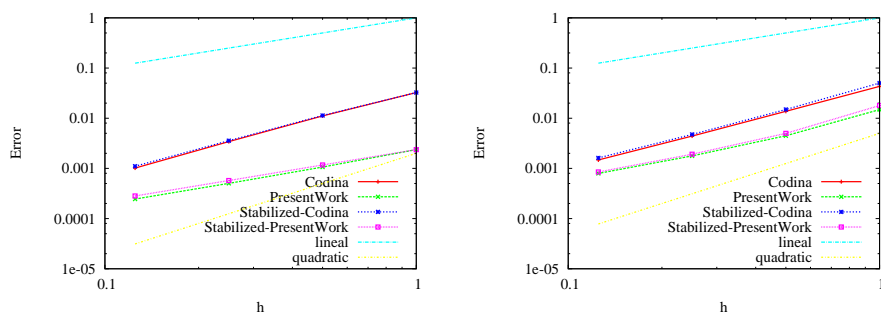 1
0.1
0.01
0.001
0.0001
1e-05
0.1
1
Error
h
Codina
PresentWork
Stabilized-Codina
Stabilized-PresentWork
lineal
quadratic
1
0.1
0.01
0.001
0.0001
1e-05
0.1
1
Error
h
Codina
PresentWork
Stabilized-Codina
Stabilized-PresentWork
lineal
quadratic